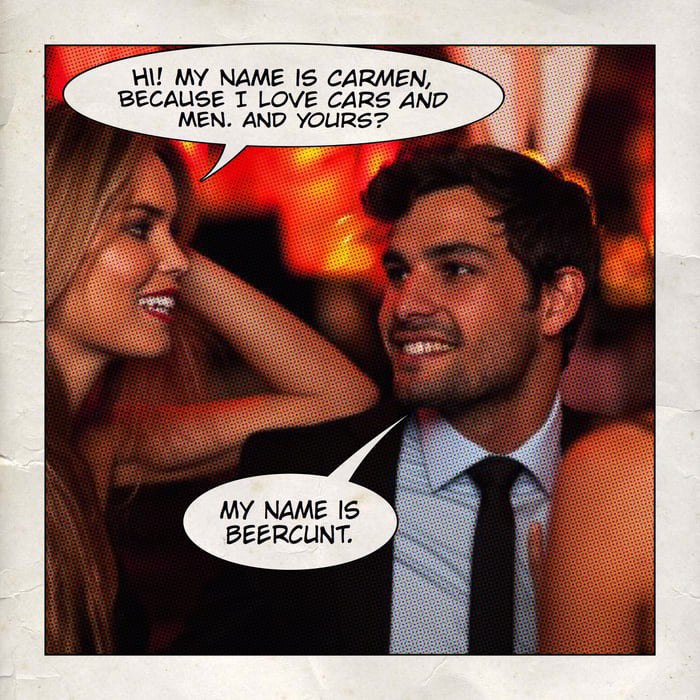 HI! MY NAME IS CARMEN,
BECAUSE I LOVE CARS AND
MEN. AND YOURS?
MY NAME IS
BEERCUNT.